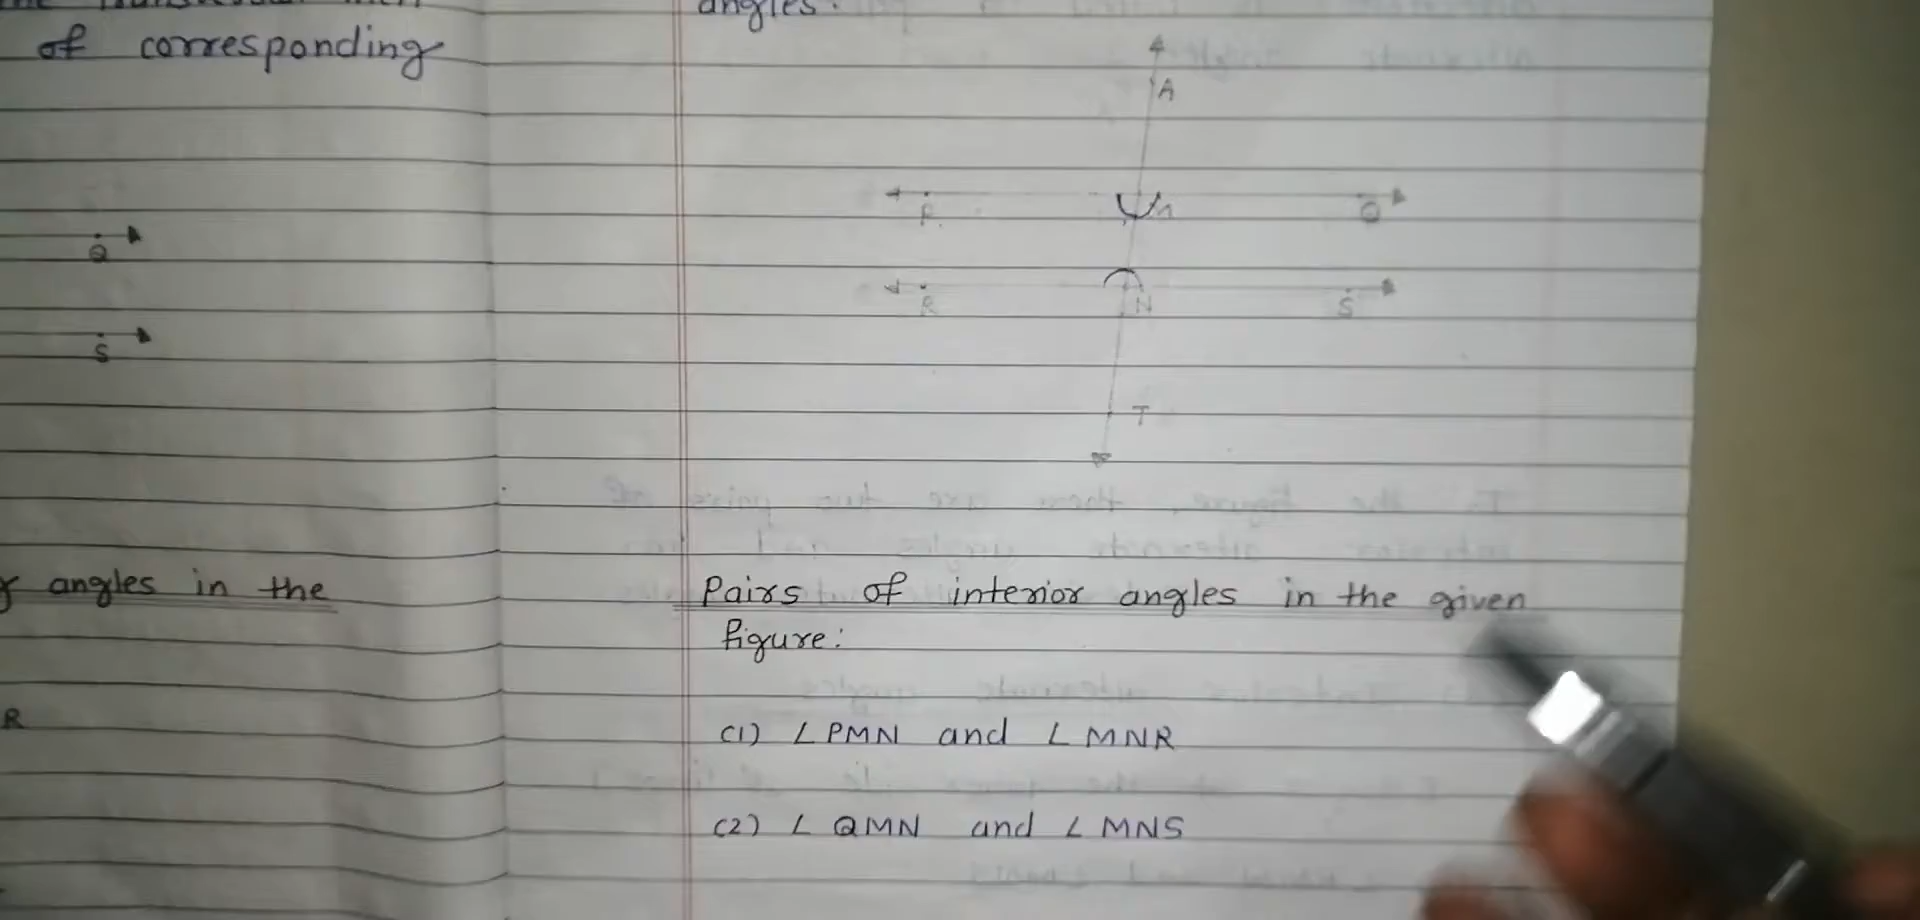 of corresponding
Q
S
angles in the
R
angles.
A
P
M
Q
R
N
S
T
Pairs of interior angles in the given
figure:
(1) ∠ PMN and ∠ MNR
(2) ∠ QMN and ∠ MNS